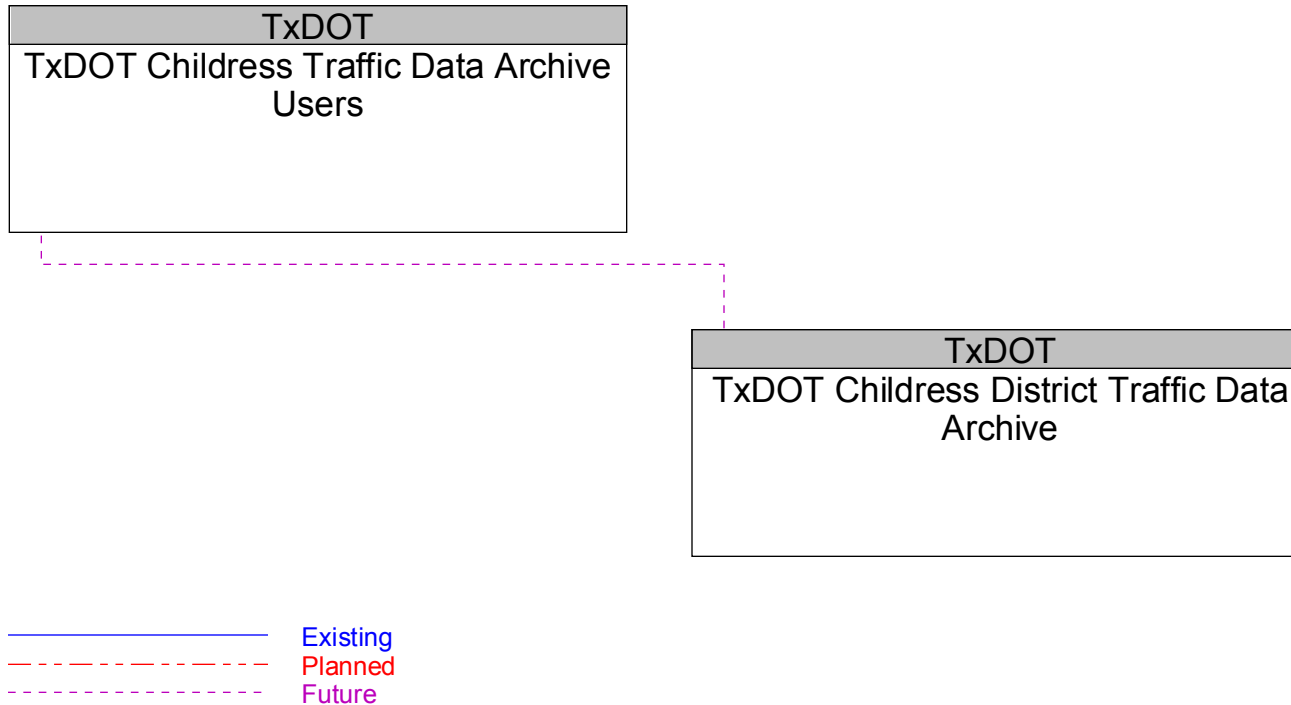 TxDOT
TxDOT Childress Traffic Data Archive
Users
TxDOT
TxDOT Childress District Traffic Data
Archive
Existing
Planned
Future